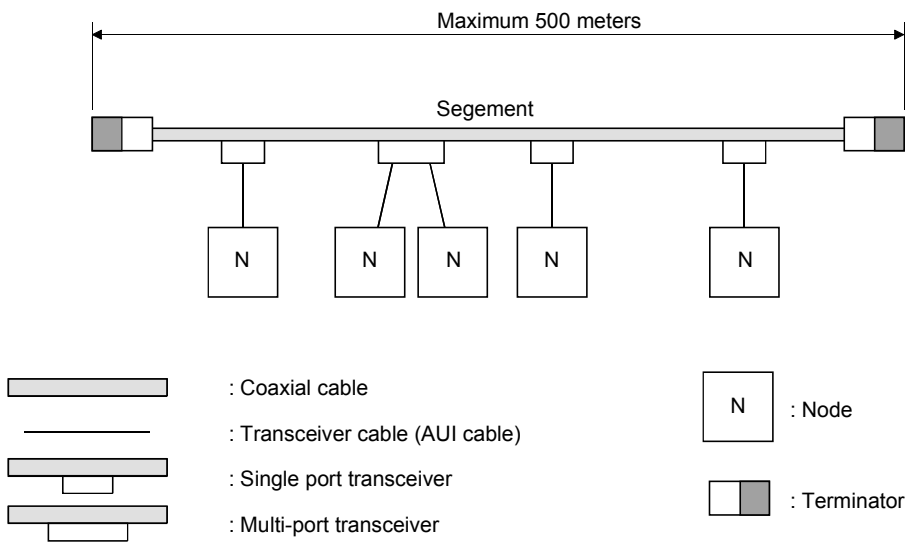 Maximum 500 meters
Segement
N N N N N
: Coaxial cable
: Transceiver cable (AUI cable)
: Single port transceiver
: Multi-port transceiver
N : Node
: Terminator